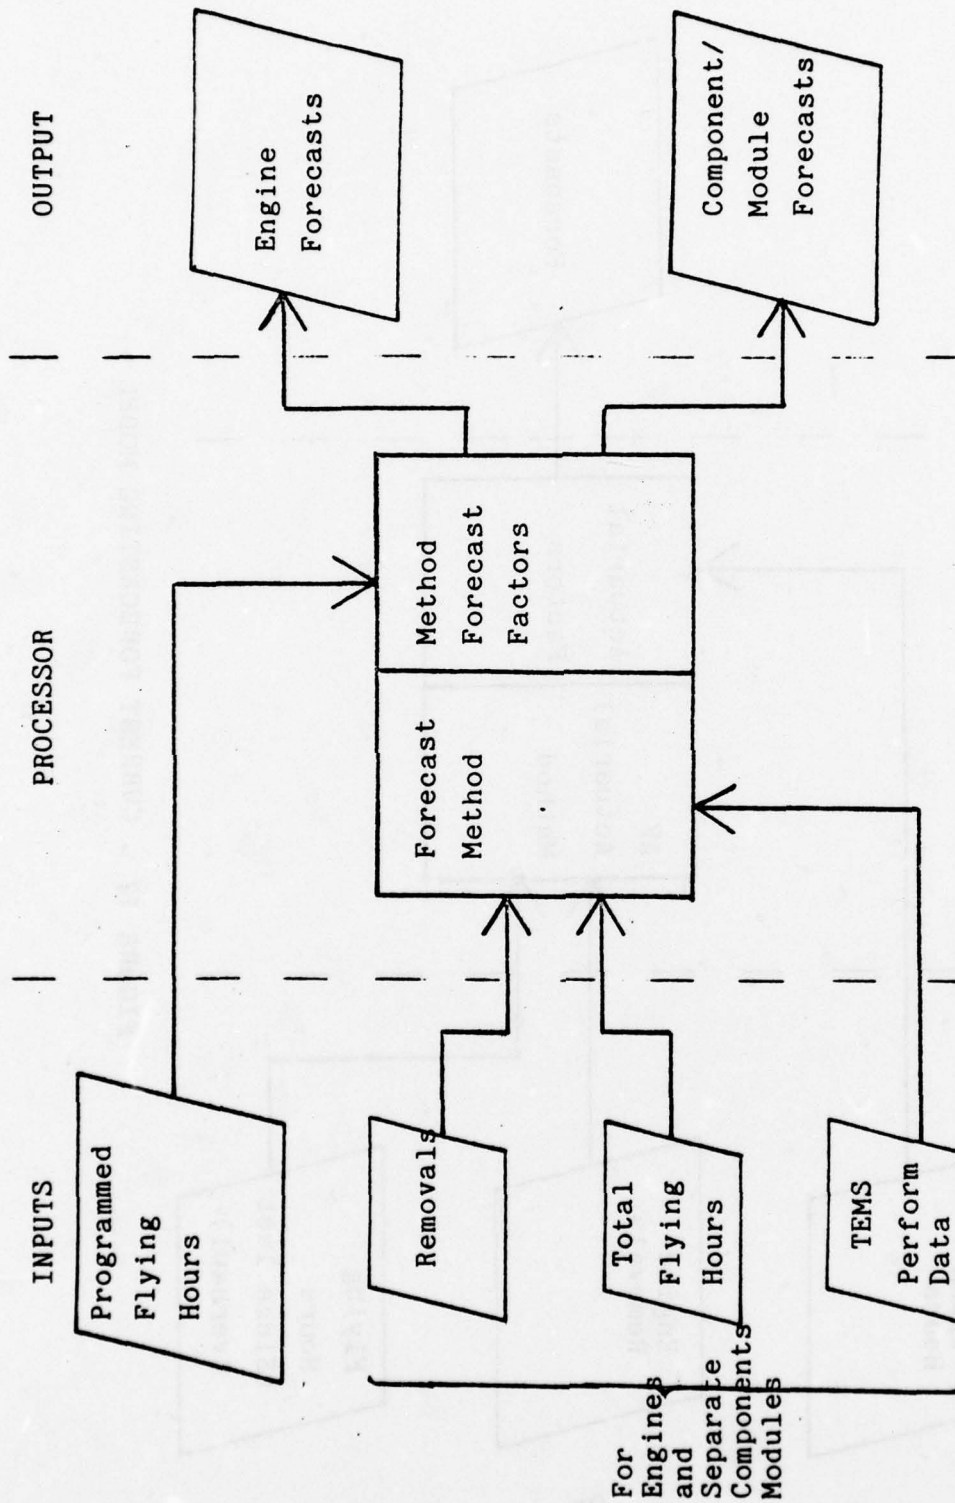 INPUTS
PROCESSOR
OUTPUT
Programmed
Flying
Hours
Removals
Total
Flying
Hours
TEMS
Perform
Data
For
Engines
and
Separate
Components
Modules
Forecast
Method
Method
Forecast
Factors
Engine
Forecasts
Component/
Module
Forecasts